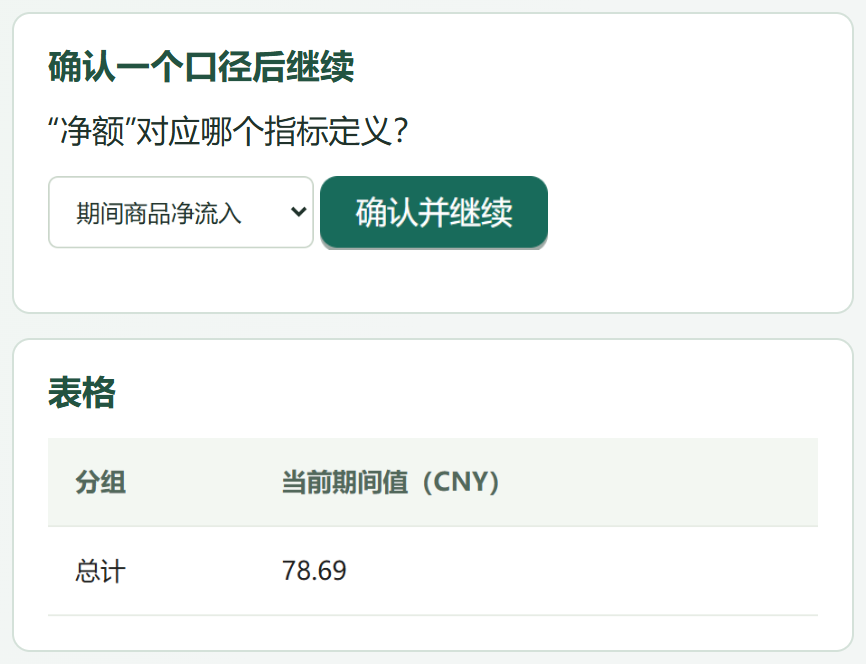 确认一个口径后继续
“净额”对应哪个指标定义？
期间商品净流入 确认并继续
表格
分组 当前期间值（CNY）
总计 78.69